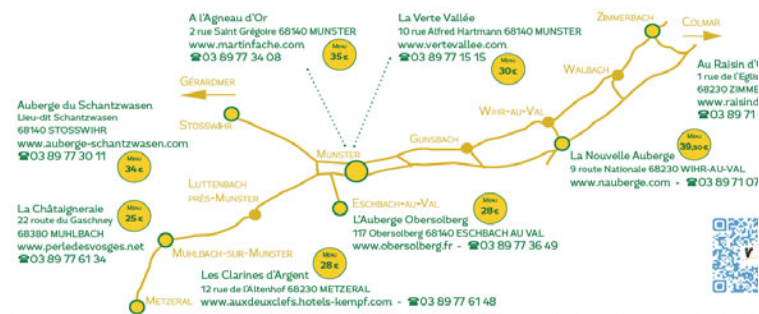 A l'Agneau d'Or
2 rue Saint Grégoire 68140 MUNSTER
www.martinfache.com
☎03 89 77 34 08
Menu
35€
La Verte Vallée
10 rue Alfred Hartmann 68140 MUNSTER
www.vertevallee.com
☎03 89 77 15 15
Menu
30€
ZIMMERBACH
COLMAR
Au Raisin d'
1 rue de l'Eglis
68230 ZIMME
www.raisind
☎03 89 71
WALBACH
WIHR-AU-VAL
GUNSBACH
GÉRARDMER
STOSSWIHR
Auberge du Schantzwasen
Lieu-dit Schantzwasen
68140 STOSSWIHR
www.auberge-schantzwasen.com
☎03 89 77 30 11
Menu
34€
MUNSTER
Menu
39,50€
La Nouvelle Auberge
9 route Nationale 68230 WIHR-AU-VAL
www.nauberge.com - ☎03 89 71 07
LUTTENBACH
PRÈS-MUNSTER
ESCHBACH-AU-VAL
Menu
28€
L'Auberge Obersolberg
117 Obersolberg 68140 ESCHBACH AU VAL
www.obersolberg.fr - ☎03 89 77 36 49
La Châtaigneraie
22 route du Gaschney
68380 MUHLBACH
www.perledesvosges.net
☎03 89 77 61 34
Menu
25€
MUHLBACH-SUR-MUNSTER
Menu
28€
Les Clarines d'Argent
12 rue de l'Altenhof 68230 METZERAL
www.auxdeuxclefs.hotels-kempf.com - ☎03 89 77 61 48
METZERAL